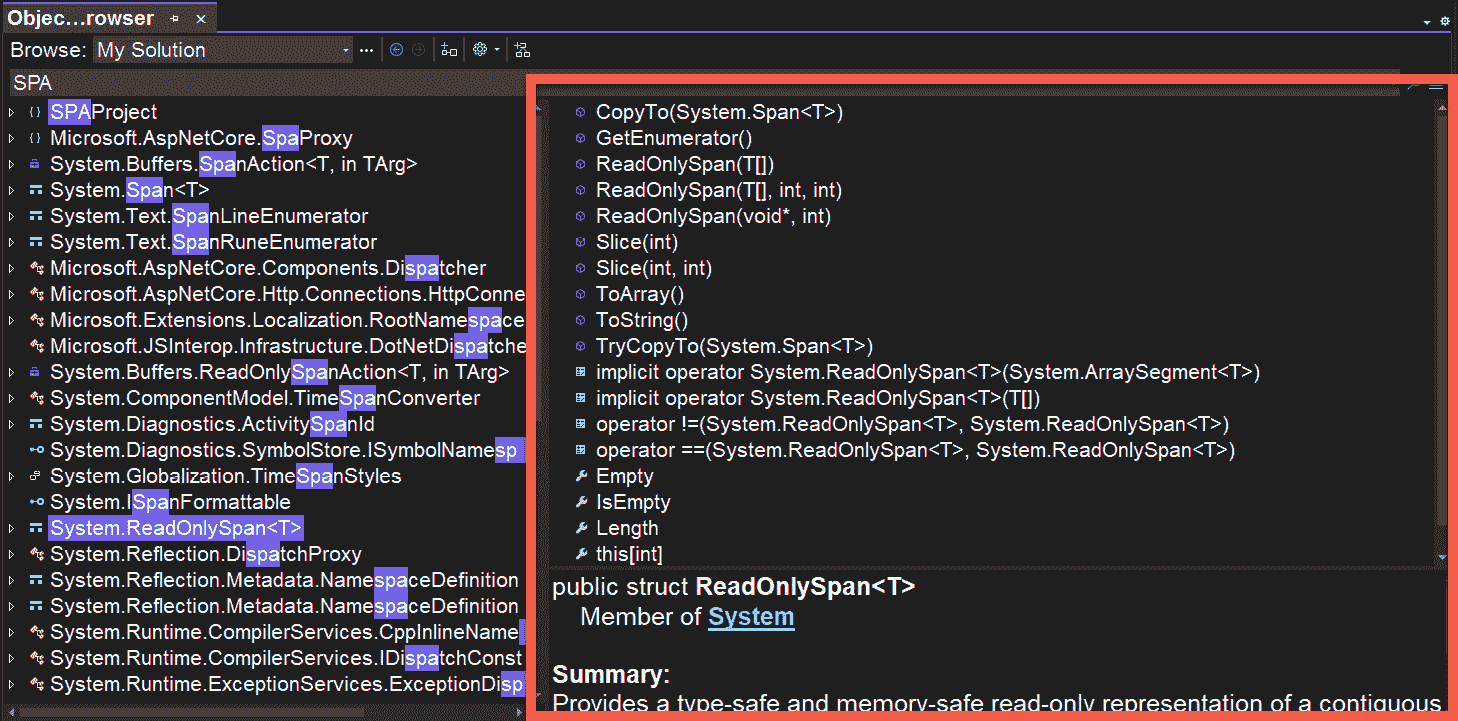 Objec...rowser
Browse: My Solution
SPA
SPAProject
Microsoft.AspNetCore.SpaProxy
System.Buffers.SpanAction<T, in TArg>
System.Span<T>
System.Text.SpanLineEnumerator
System.Text.SpanRuneEnumerator
Microsoft.AspNetCore.Components.Dispatcher
Microsoft.AspNetCore.Http.Connections.HttpConne
Microsoft.Extensions.Localization.RootNamespace
Microsoft.JSInterop.Infrastructure.DotNetDispatche
System.Buffers.ReadOnlySpanAction<T, in TArg>
System.ComponentModel.TimeSpanConverter
System.Diagnostics.ActivitySpanId
System.Diagnostics.SymbolStore.ISymbolNamesp
System.Globalization.TimeSpanStyles
System.ISpanFormattable
System.ReadOnlySpan<T>
System.Reflection.DispatchProxy
System.Reflection.Metadata.NamespaceDefinition
System.Reflection.Metadata.NamespaceDefinition
System.Runtime.CompilerServices.CppInlineName
System.Runtime.CompilerServices.IDispatchConst
System.Runtime.ExceptionServices.ExceptionDisp
CopyTo(System.Span<T>)
GetEnumerator()
ReadOnlySpan(T[])
ReadOnlySpan(T[], int, int)
ReadOnlySpan(void*, int)
Slice(int)
Slice(int, int)
ToArray()
ToString()
TryCopyTo(System.Span<T>)
implicit operator System.ReadOnlySpan<T>(System.ArraySegment<T>)
implicit operator System.ReadOnlySpan<T>(T[])
operator !=(System.ReadOnlySpan<T>, System.ReadOnlySpan<T>)
operator ==(System.ReadOnlySpan<T>, System.ReadOnlySpan<T>)
Empty
IsEmpty
Length
this[int]
public struct ReadOnlySpan<T>
Member of System
Summary:
Provides a type-safe and memory-safe read-only representation of a contiguous